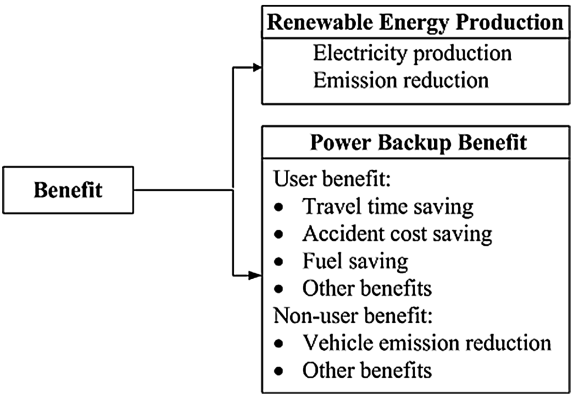 Renewable Energy Production
Electricity production
Emission reduction
Benefit
Power Backup Benefit
User benefit:
• Travel time saving
• Accident cost saving
• Fuel saving
• Other benefits
Non-user benefit:
• Vehicle emission reduction
• Other benefits